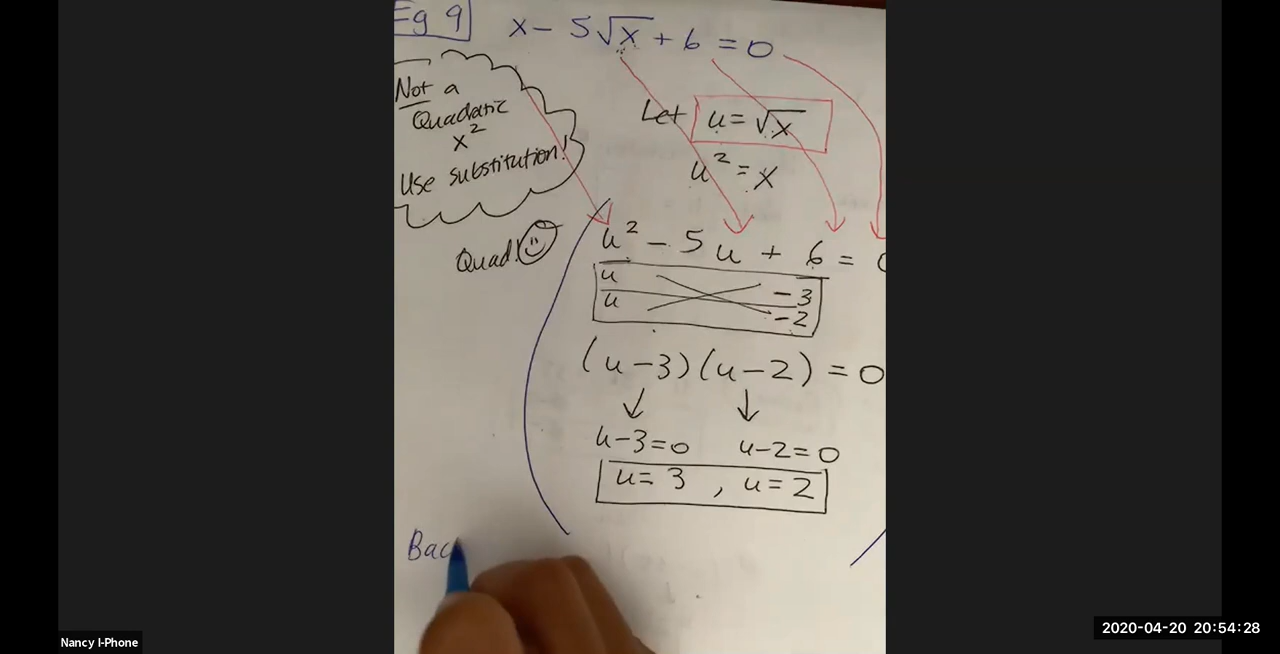 Eg 9
x - 5√x + 6 = 0
Not a
Quadratic
x²
Use substitution!
Let u = √x
u² = x
Quad!
u² - 5u + 6 = 0
u - 3
u - 2
(u - 3)(u - 2) = 0
u - 3 = 0 u - 2 = 0
u = 3 , u = 2
Bac
Nancy I-Phone
2020-04-20 20:54:28